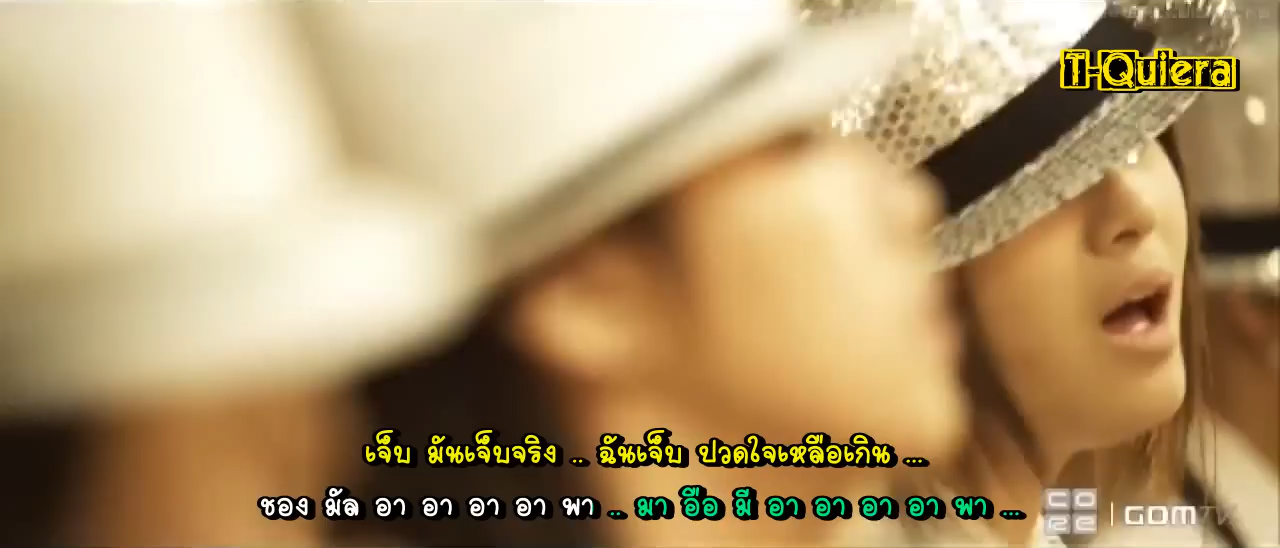 T-Quiera
เจ็บ มันเจ็บจริง .. ฉันเจ็บ ปวดใจเหลือเกิน ...
ชอง มัล อา อา อา อา พา .. มา อือ มี อา อา อา อา พา ...
CORE | GOMTV